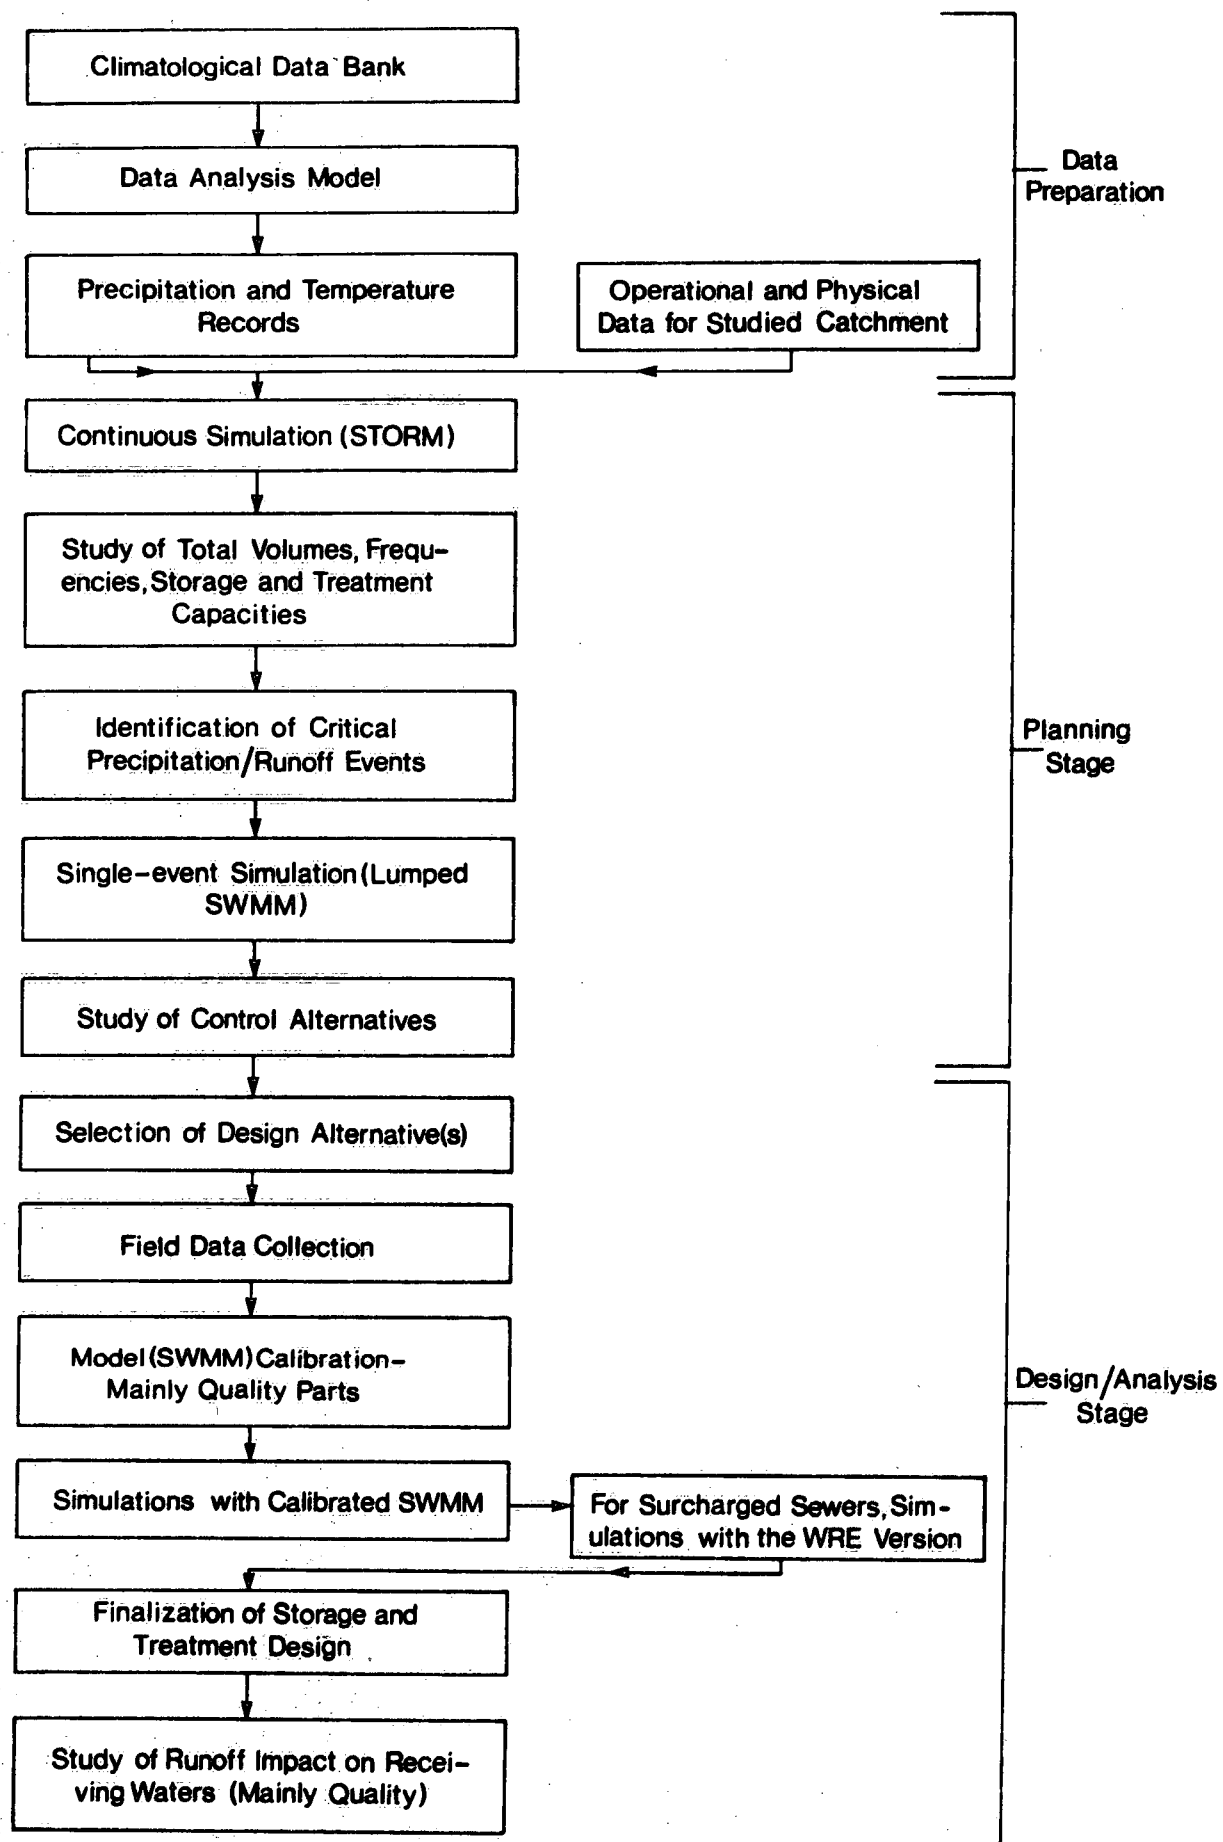 Climatological Data Bank
Data Analysis Model
Data
Preparation
Precipitation and Temperature
Records
Operational and Physical
Data for Studied Catchment
Continuous Simulation (STORM)
Study of Total Volumes, Frequ-
encies, Storage and Treatment
Capacities
Identification of Critical
Precipitation/Runoff Events
Planning
Stage
Single-event Simulation (Lumped
SWMM)
Study of Control Alternatives
Selection of Design Alternative(s)
Field Data Collection
Model (SWMM) Calibration-
Mainly Quality Parts
Design/Analysis
Stage
Simulations with Calibrated SWMM
For Surcharged Sewers, Sim-
ulations with the WRE Version
Finalization of Storage and
Treatment Design
Study of Runoff Impact on Recei-
ving Waters (Mainly Quality)